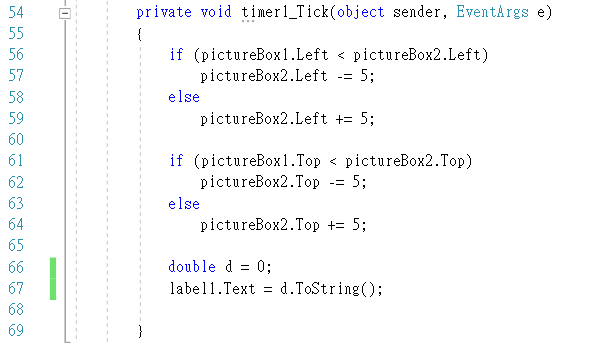 54 private void timer1_Tick(object sender, EventArgs e)
55 {
56 if (pictureBox1.Left < pictureBox2.Left)
57 pictureBox2.Left -= 5;
58 else
59 pictureBox2.Left += 5;
60
61 if (pictureBox1.Top < pictureBox2.Top)
62 pictureBox2.Top -= 5;
63 else
64 pictureBox2.Top += 5;
65
66 double d = 0;
67 label1.Text = d.ToString();
68
69 }